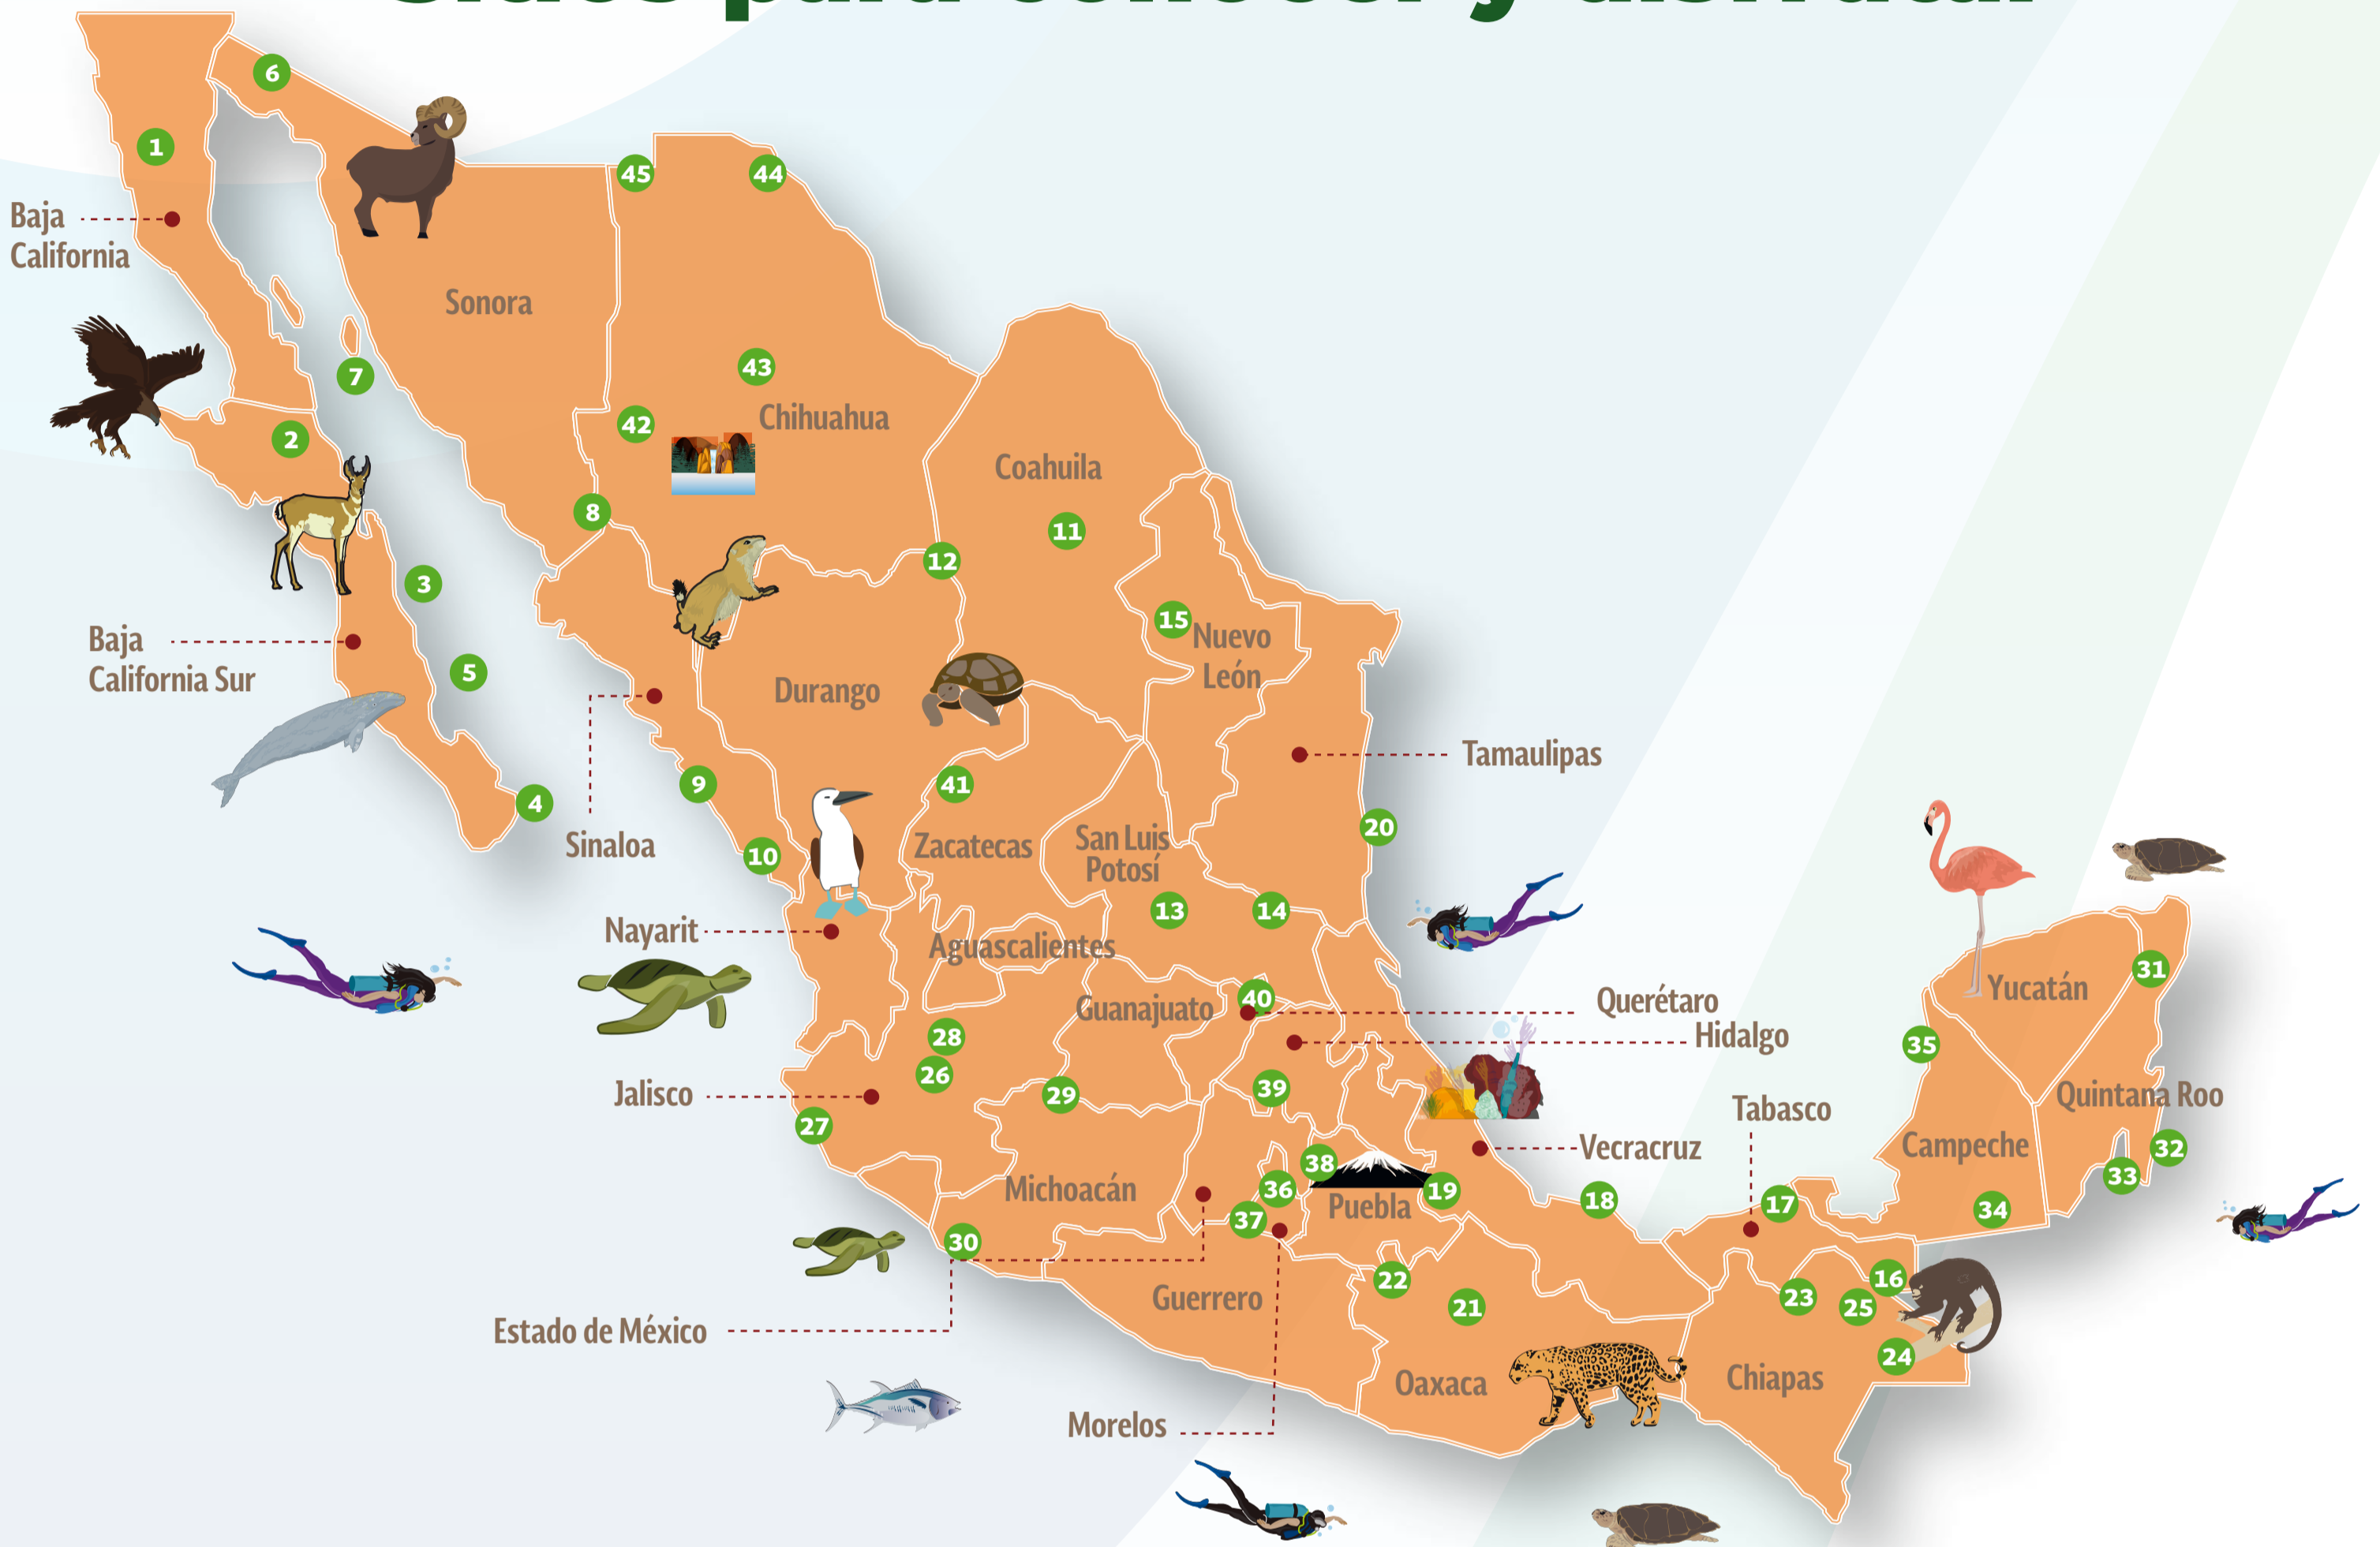 6
1
45
44
Baja
California
Sonora
7
43
42
Chihuahua
2
Coahuila
8
11
12
3
15
Nuevo
León
Baja
California Sur
5
Durango
Sinaloa
Tamaulipas
9
41
4
20
10
Zacatecas
San Luis
Potosí
13
14
Nayarit
Aguascalientes
31
Yucatán
40
Guanajuato
Querétaro
28
Hidalgo
35
26
Jalisco
29
39
Quintana Roo
Tabasco
27
Vecracruz
Campeche
32
38
33
Michoacán
36
19
Puebla
18
17
34
37
30
22
16
23
25
21
Guerrero
Estado de México
24
Oaxaca
Chiapas
Morelos